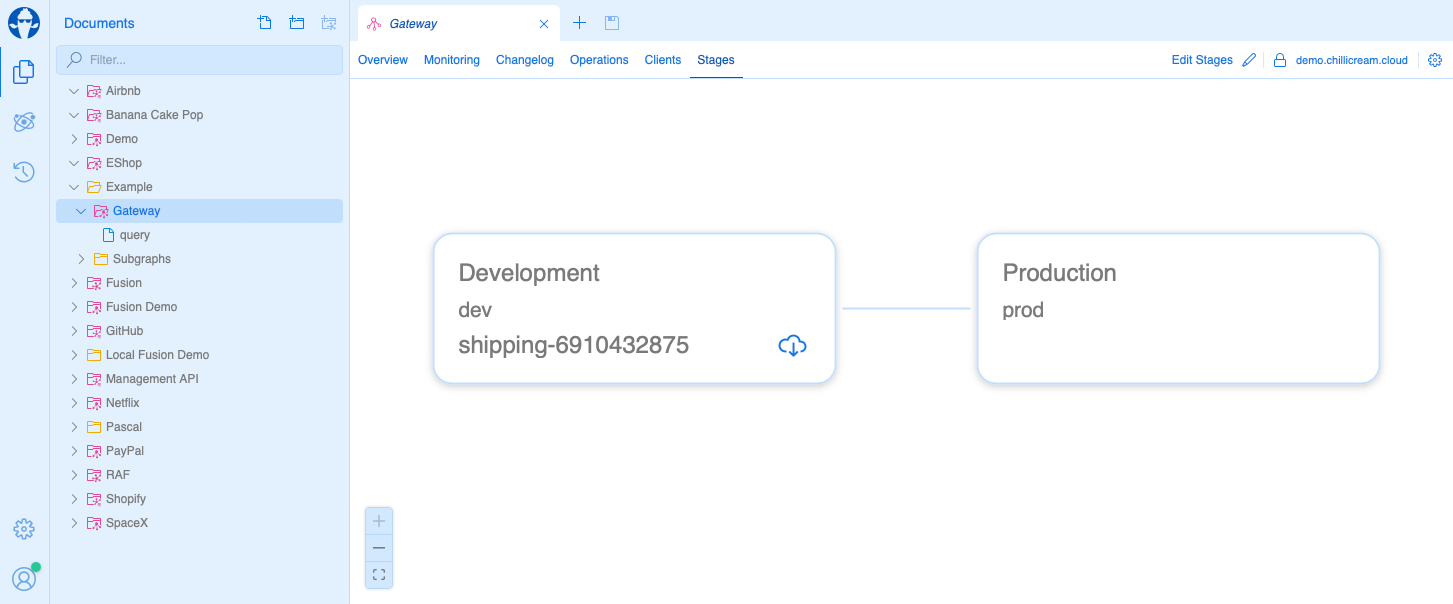 Documents
Filter...
Airbnb
Banana Cake Pop
Demo
EShop
Example
Gateway
query
Subgraphs
Fusion
Fusion Demo
GitHub
Local Fusion Demo
Management API
Netflix
Pascal
PayPal
RAF
Shopify
SpaceX
Gateway
Overview Monitoring Changelog Operations Clients Stages Edit Stages demo.chillicream.cloud
Development
dev
shipping-6910432875
Production
prod